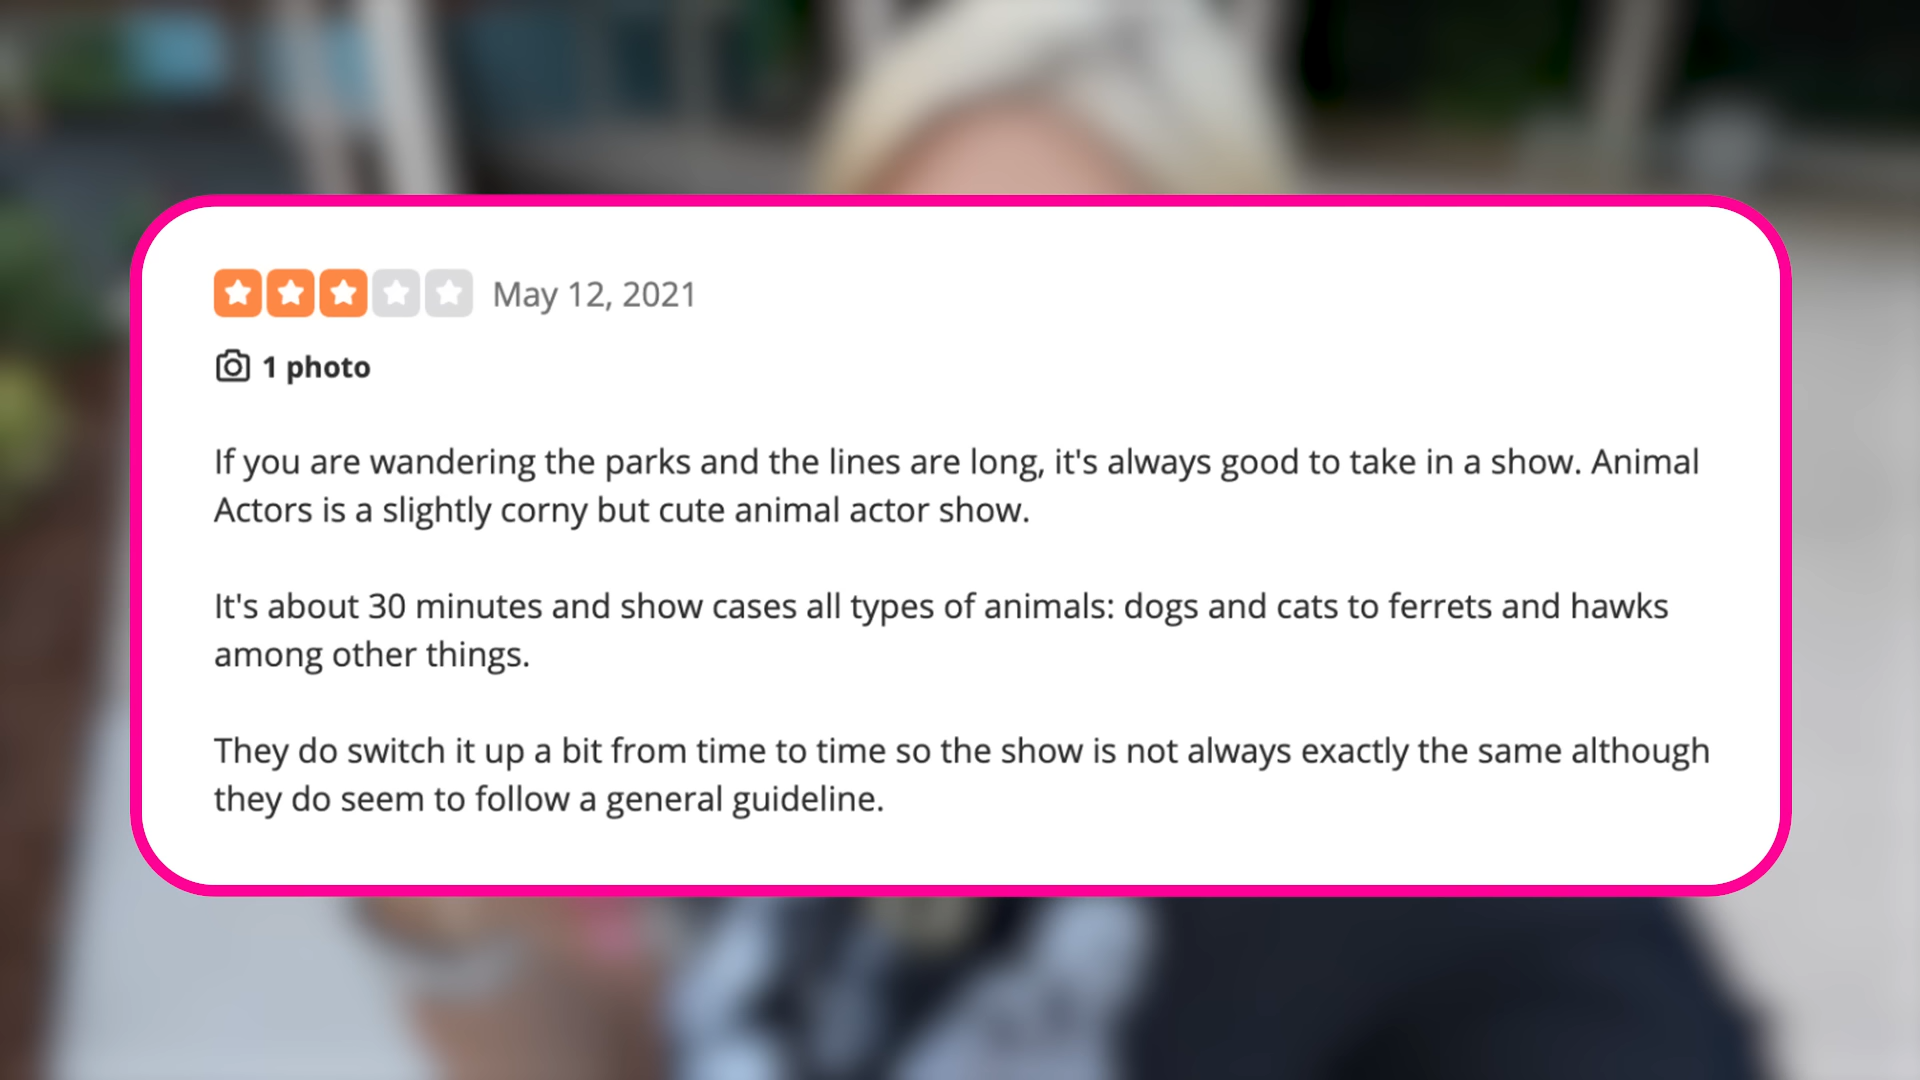 May 12, 2021
1 photo
If you are wandering the parks and the lines are long, it's always good to take in a show. Animal
Actors is a slightly corny but cute animal actor show.
It's about 30 minutes and show cases all types of animals: dogs and cats to ferrets and hawks
among other things.
They do switch it up a bit from time to time so the show is not always exactly the same although
they do seem to follow a general guideline.